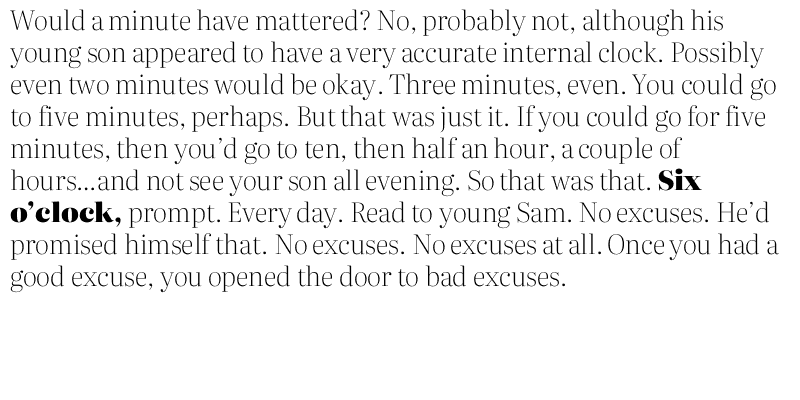 Would a minute have mattered? No, probably not, although his
young son appeared to have a very accurate internal clock. Possibly
even two minutes would be okay. Three minutes, even. You could go
to five minutes, perhaps. But that was just it. If you could go for five
minutes, then you’d go to ten, then half an hour, a couple of
hours...and not see your son all evening. So that was that. Six
o’clock, prompt. Every day. Read to young Sam. No excuses. He’d
promised himself that. No excuses. No excuses at all. Once you had a
good excuse, you opened the door to bad excuses.